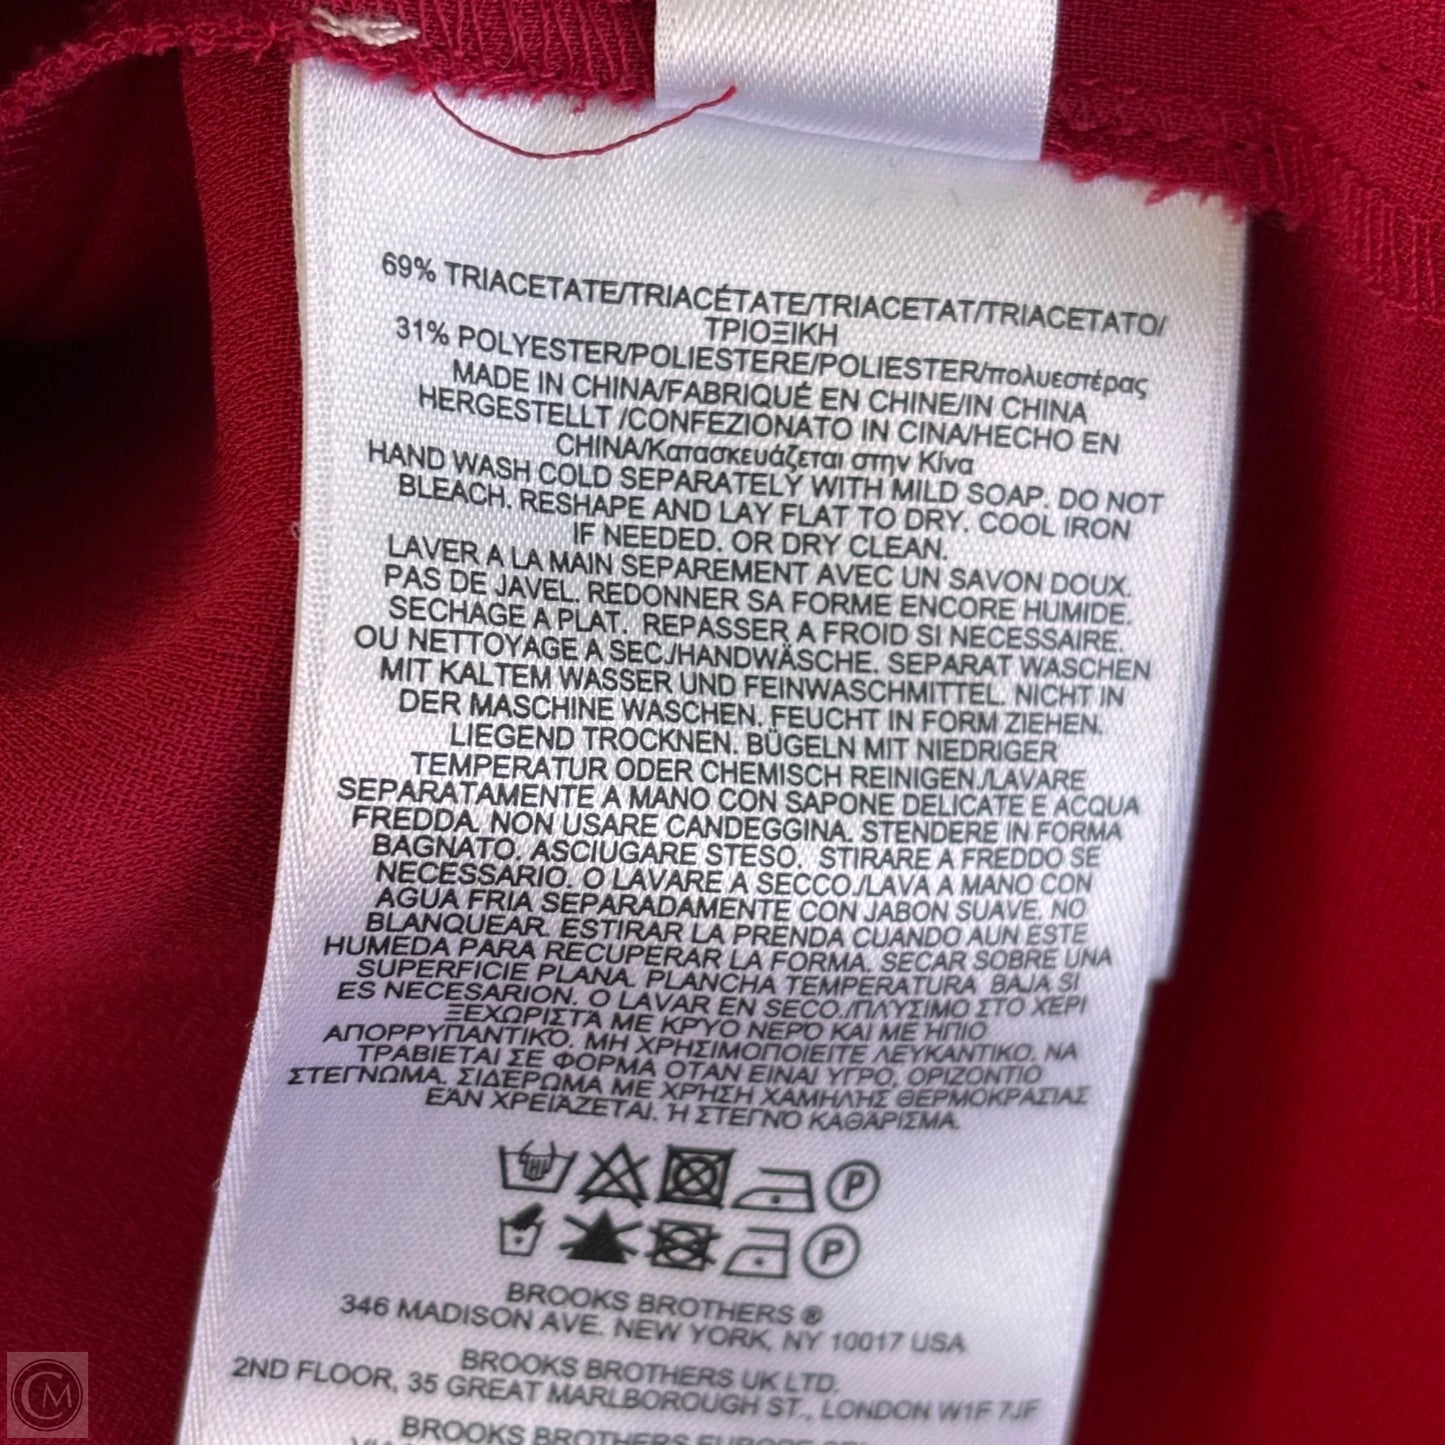 69% TRIACETATE/TRIACÉTATE/TRIACETAT/TRIACETATO/
ΤΡΙΟΞΙΚΗ
31% POLYESTER/POLIESTERE/POLIESTER/πολυεστέρας
MADE IN CHINA/FABRIQUÉ EN CHINE/IN CHINA
HERGESTELLT /CONFEZIONATO IN CINA/HECHO EN
CHINA/Κατασκευάζεται στην Κίνα
HAND WASH COLD SEPARATELY WITH MILD SOAP. DO NOT
BLEACH. RESHAPE AND LAY FLAT TO DRY. COOL IRON
IF NEEDED. OR DRY CLEAN.
LAVER A LA MAIN SEPAREMENT AVEC UN SAVON DOUX.
PAS DE JAVEL. REDONNER SA FORME ENCORE HUMIDE.
SECHAGE A PLAT. REPASSER A FROID SI NECESSAIRE.
OU NETTOYAGE A SEC./HANDWÄSCHE. SEPARAT WASCHEN
MIT KALTEM WASSER UND FEINWASCHMITTEL. NICHT IN
DER MASCHINE WASCHEN. FEUCHT IN FORM ZIEHEN.
LIEGEND TROCKNEN. BÜGELN MIT NIEDRIGER
TEMPERATUR ODER CHEMISCH REINIGEN./LAVARE
SEPARATAMENTE A MANO CON SAPONE DELICATE E ACQUA
FREDDA. NON USARE CANDEGGINA. STENDERE IN FORMA
BAGNATO. ASCIUGARE STESO. STIRARE A FREDDO SE
NECESSARIO. O LAVARE A SECCO./LAVA A MANO CON
AGUA FRIA SEPARADAMENTE CON JABON SUAVE. NO
BLANQUEAR. ESTIRAR LA PRENDA CUANDO AUN ESTE
HUMEDA PARA RECUPERAR LA FORMA. SECAR SOBRE UNA
SUPERFICIE PLANA. PLANCHA TEMPERATURA BAJA SI
ES NECESARION. O LAVAR EN SECO./ΠΛΥΣΙΜΟ ΣΤΟ ΧΕΡΙ
ΞΕΧΩΡΙΣΤΑ ΜΕ ΚΡΥΟ ΝΕΡΟ ΚΑΙ ΜΕ ΉΠΙΟ
ΑΠΟΡΡΥΠΑΝΤΙΚΌ. ΜΗ ΧΡΗΣΙΜΟΠΟΙΕΙΤΕ ΛΕΥΚΑΝΤΙΚΟ. ΝΑ
ΤΡΑΒΙΕΤΑΙ ΣΕ ΦΟΡΜΑ ΟΤΑΝ ΕΙΝΑΙ ΥΓΡΟ, ΟΡΙΖΟΝΤΙΟ
ΣΤΕΓΝΩΜΑ. ΣΙΔΈΡΩΜΑ ΜΕ ΧΡΗΣΗ ΧΑΜΗΛΗΣ ΘΕΡΜΟΚΡΑΣΙΑΣ
ΕΆΝ ΧΡΕΙΆΖΕΤΑΙ. Ή ΣΤΕΓΝΌ ΚΑΘΆΡΙΣΜΑ.
P
P
BROOKS BROTHERS ®
346 MADISON AVE. NEW YORK, NY 10017 USA
BROOKS BROTHERS UK LTD.
2ND FLOOR, 35 GREAT MARLBOROUGH ST., LONDON W1F 7JF
BROOKS BROTHERS EUROPE
CM